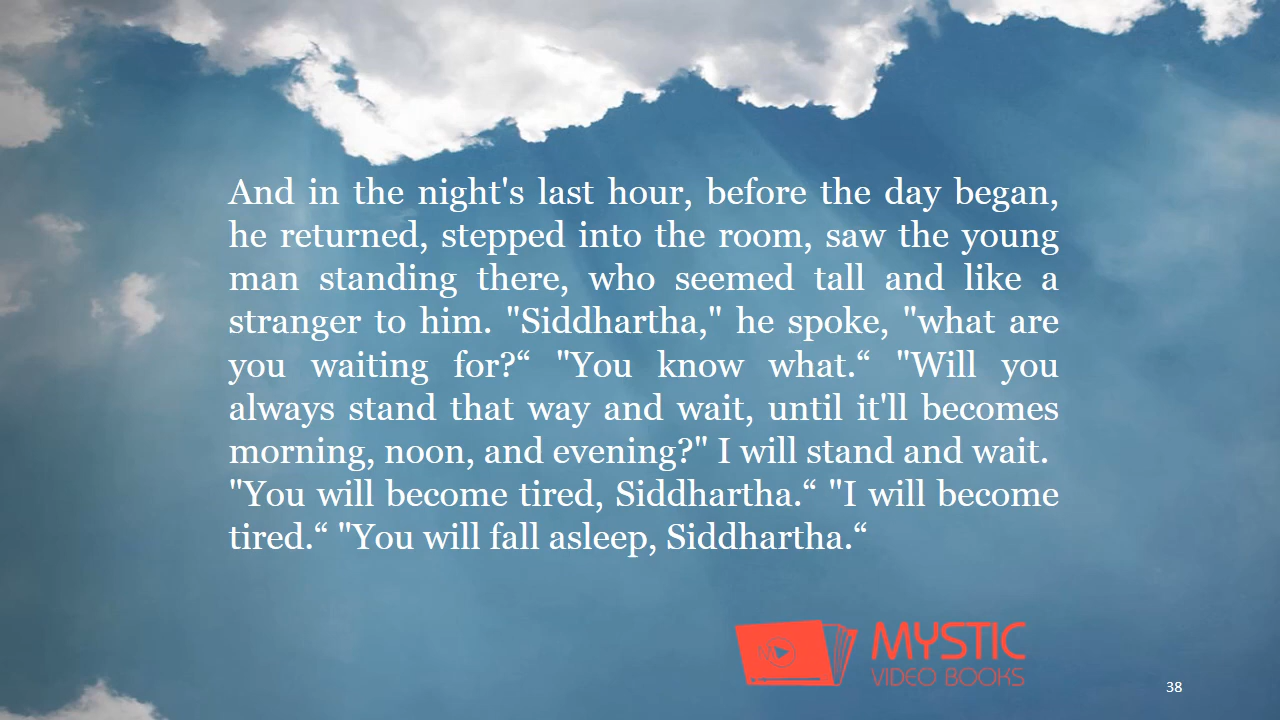 And in the night's last hour, before the day began,
he returned, stepped into the room, saw the young
man standing there, who seemed tall and like a
stranger to him. "Siddhartha," he spoke, "what are
you waiting for?“ "You know what.“ "Will you
always stand that way and wait, until it'll becomes
morning, noon, and evening?" I will stand and wait.
"You will become tired, Siddhartha.“ "I will become
tired.“ "You will fall asleep, Siddhartha.“
MYSTIC
VIDEO BOOKS
38